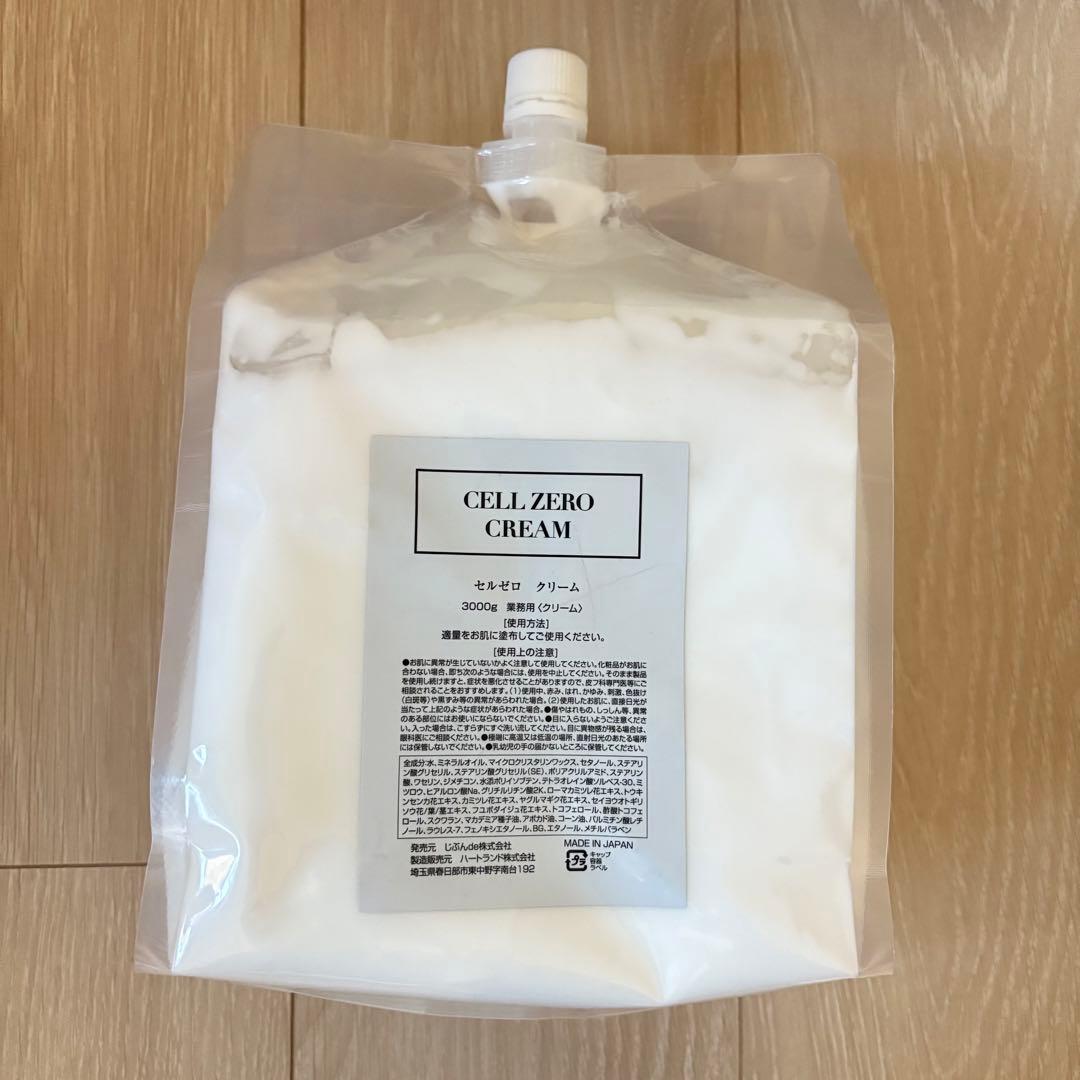 CELL ZERO
CREAM
セルゼロ　クリーム
3000g　業務用〈クリーム〉
[使用方法]
適量をお肌に塗布してご使用ください。
[使用上の注意]
●お肌に異常が生じていないかよく注意して使用してください。化粧品がお肌に
合わない場合、即ち次のような場合には、使用を中止してください。そのまま製品
を使用し続けますと、症状を悪化させることがありますので、皮フ科専門医等にご
相談されることをおすすめします。(1)使用中、赤み、はれ、かゆみ、刺激、色抜け
(白斑等)や黒ずみ等の異常があらわれた場合。(2)使用したお肌に、直接日光が
当たって上記のような症状があらわれた場合。●傷やはれもの、しっしん等、異常
のある部位にはお使いにならないでください。●目に入らないようご注意くださ
い。入った場合は、こすらずにすぐ洗い流してください。目に異物感が残る場合は、
眼科医にご相談ください。●極端に高温又は低温の場所、直射日光のあたる場所
には保管しないでください。●乳幼児の手の届かないところに保管してください。
全成分:水、ミネラルオイル、マイクロクリスタリンワックス、セタノール、ステアリ
ン酸グリセリル、ステアリン酸グリセリル(SE)、ポリアクリルアミド、ステアリン
酸、ワセリン、ジメチコン、水添ポリイソブテン、テトラオレイン酸ソルベス-30、ミ
ツロウ、ヒアルロン酸Na、グリチルリチン酸2K、ローマカミツレ花エキス、トウキ
ンセンカ花エキス、カミツレ花エキス、ヤグルマギク花エキス、セイヨウオトギリ
ソウ花/葉/茎エキス、フユボダイジュ花エキス、トコフェロール、酢酸トコフェ
ロール、スクワラン、マカデミア種子油、アボカド油、コーン油、パルミチン酸レチ
ノール、ラウレス-7、フェノキシエタノール、BG、エタノール、メチルパラベン
発売元　じぶんde株式会社
製造販売元　ハートランド株式会社
埼玉県春日部市東中野字南台192
MADE IN JAPAN
プラ
キャップ
容器
ラベル